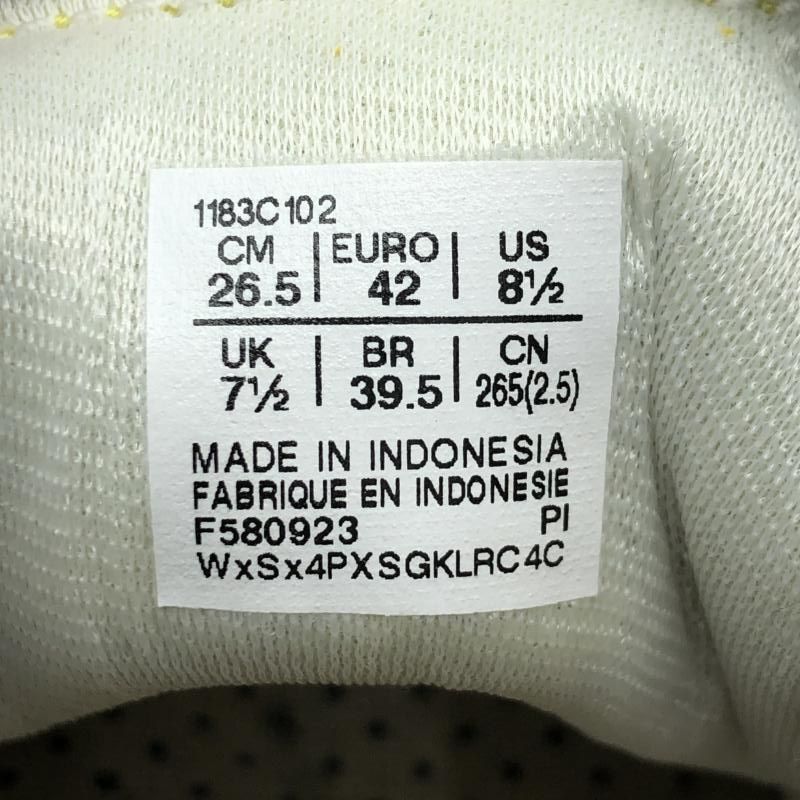 1183C102
CM | EURO | US
26.5 | 42 | 8½
UK | BR | CN
7½ | 39.5 | 265(2.5)
MADE IN INDONESIA
FABRIQUE EN INDONESIE
F580923 PI
WxSx4PXSGKLRC4C